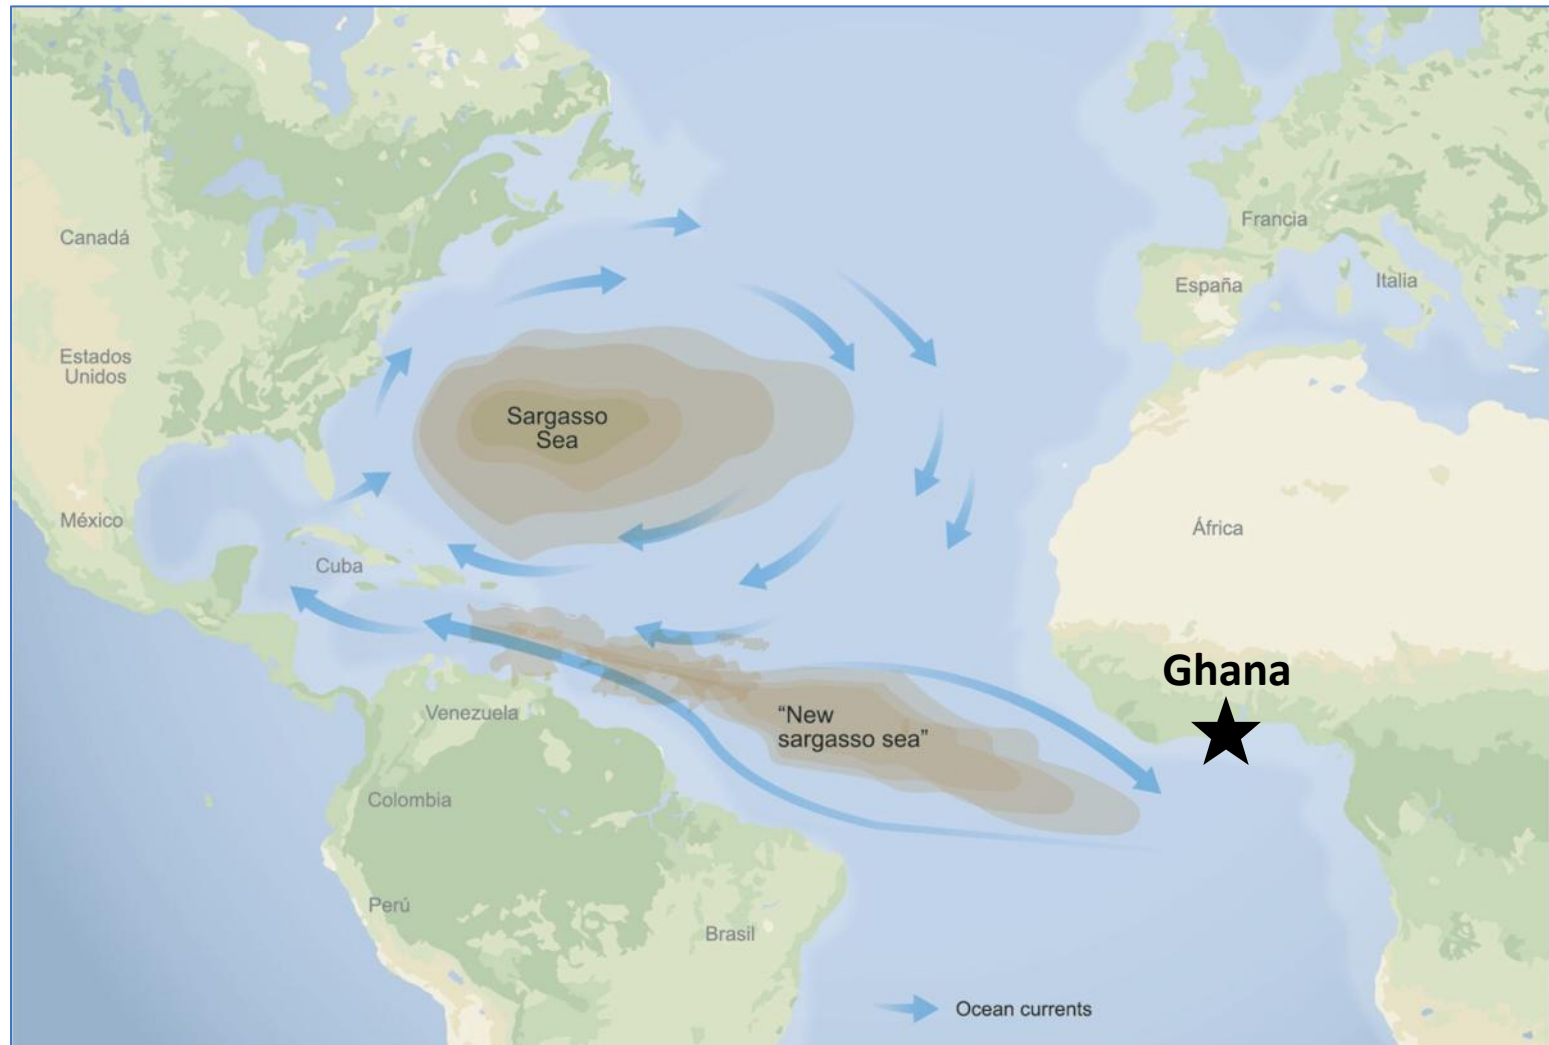 Canadá
Francia
España
Italia
Estados
Unidos
Sargasso
Sea
México
África
Cuba
Ghana
Venezuela
“New
sargasso sea”
Colombia
Perú
Brasil
Ocean currents